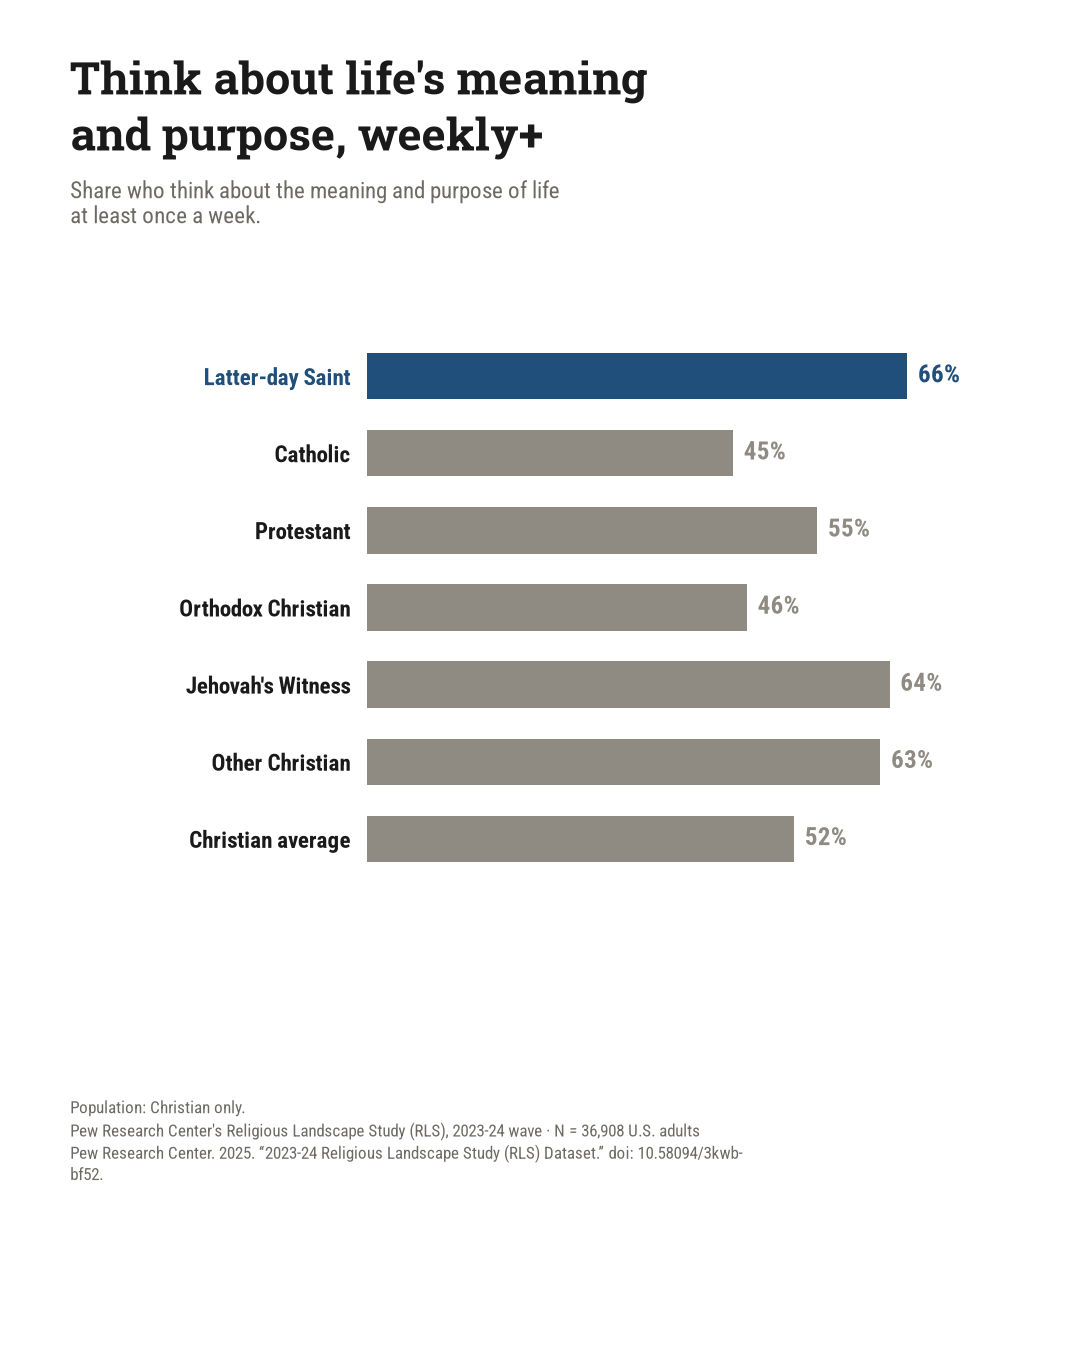 Think about life's meaning
and purpose, weekly+
Share who think about the meaning and purpose of life
at least once a week.
Latter-day Saint 66%
Catholic 45%
Protestant 55%
Orthodox Christian 46%
Jehovah's Witness 64%
Other Christian 63%
Christian average 52%
Population: Christian only.
Pew Research Center's Religious Landscape Study (RLS), 2023-24 wave · N = 36,908 U.S. adults
Pew Research Center. 2025. “2023-24 Religious Landscape Study (RLS) Dataset.” doi: 10.58094/3kwb-
bf52.